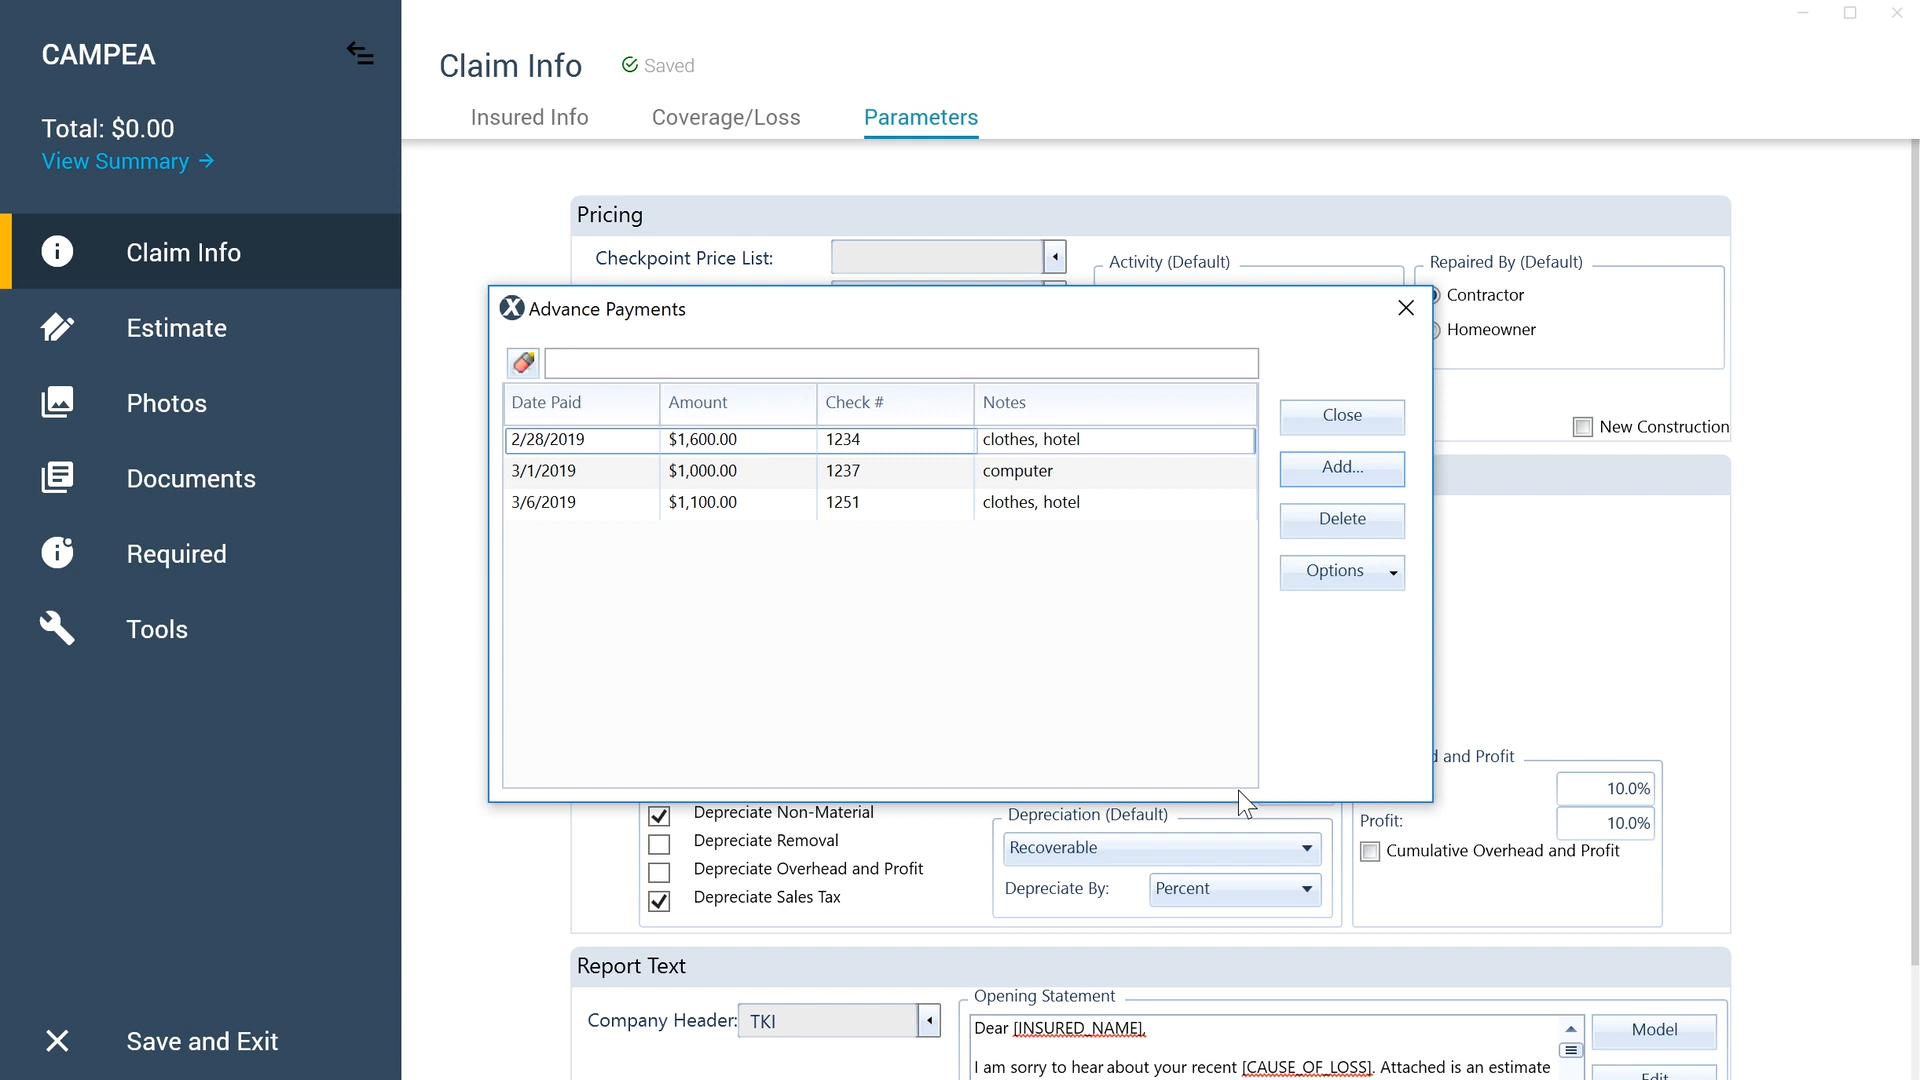 CAMPEA
Total: $0.00
View Summary →
Claim Info
Estimate
Photos
Documents
Required
Tools
Save and Exit
Claim Info Saved
Insured Info Coverage/Loss Parameters
Pricing
Checkpoint Price List:
Activity (Default)
Repaired By (Default)
Contractor
Homeowner
New Construction
Advance Payments
Date Paid Amount Check # Notes
2/28/2019 $1,600.00 1234 clothes, hotel
3/1/2019 $1,000.00 1237 computer
3/6/2019 $1,100.00 1251 clothes, hotel
Close
Add...
Delete
Options
and Profit
10.0%
Profit: 10.0%
Cumulative Overhead and Profit
Depreciate Non-Material
Depreciate Removal
Depreciate Overhead and Profit
Depreciate Sales Tax
Depreciation (Default)
Recoverable
Depreciate By: Percent
Report Text
Company Header: TKI
Opening Statement
Dear [INSURED_NAME],
I am sorry to hear about your recent [CAUSE_OF_LOSS]. Attached is an estimate
Model
Edit